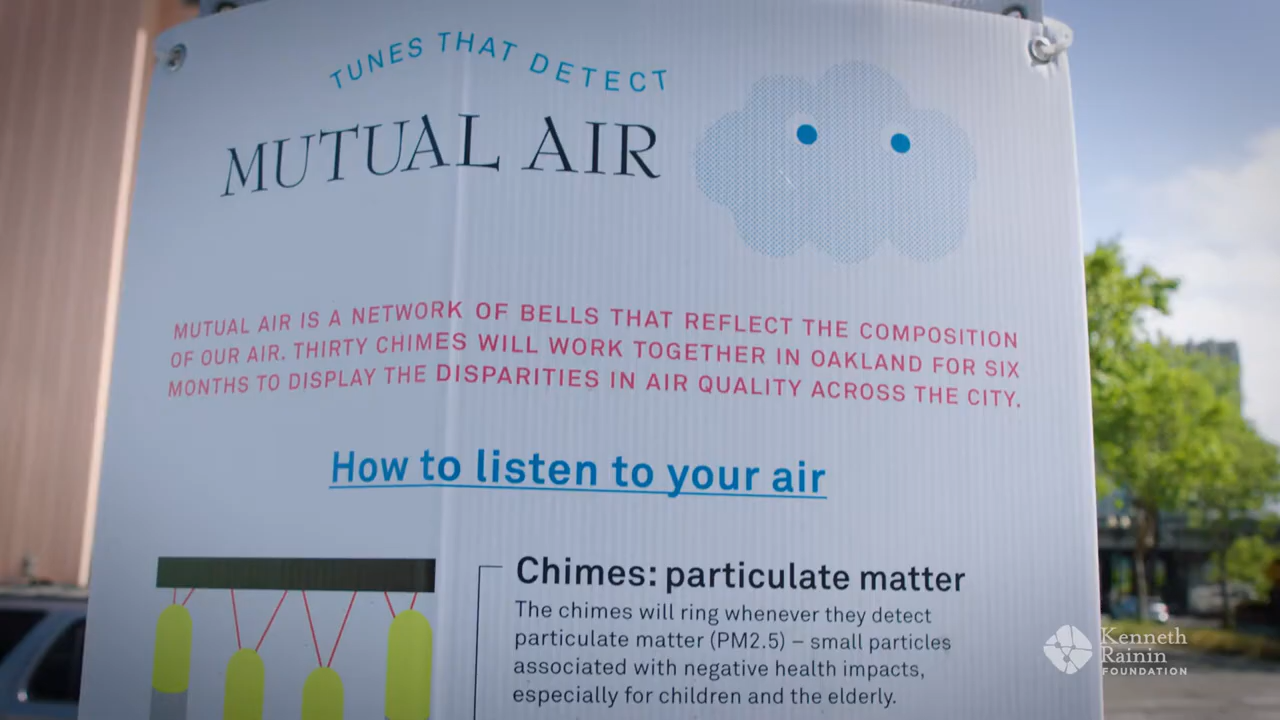 TUNES THAT DETECT
MUTUAL AIR
MUTUAL AIR IS A NETWORK OF BELLS THAT REFLECT THE COMPOSITION
OF OUR AIR. THIRTY CHIMES WILL WORK TOGETHER IN OAKLAND FOR SIX
MONTHS TO DISPLAY THE DISPARITIES IN AIR QUALITY ACROSS THE CITY.
How to listen to your air
Chimes: particulate matter
The chimes will ring whenever they detect
particulate matter (PM2.5) – small particles
associated with negative health impacts,
especially for children and the elderly.
Kenneth
Rainin
FOUNDATION